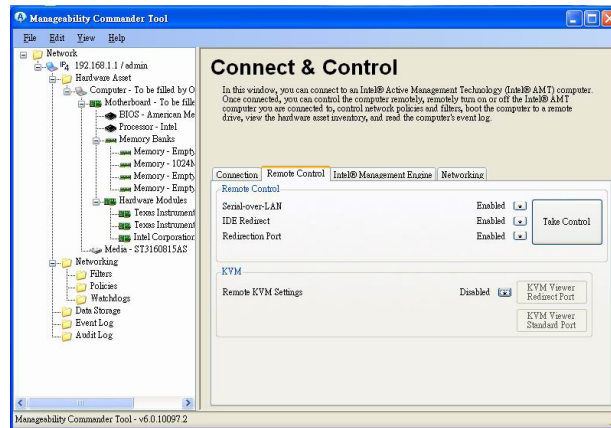 Manageability Commander Tool
File Edit View Help
Network
192.168.1.1 / admin
Hardware Asset
Computer - To be filled by O
Motherboard - To be fille
BIOS - American Me
Processor - Intel
Memory Banks
Memory - Empty
Memory - 1024M
Memory - Empty
Memory - Empty
Hardware Modules
Texas Instrument
Texas Instrument
Intel Corporation
Media - ST3160815AS
Networking
Filters
Policies
Watchdogs
Data Storage
Event Log
Audit Log
Connect & Control
In this window, you can connect to an Intel® Active Management Technology (Intel® AMT) computer.
Once connected, you can control the computer remotely, remotely turn on or off the Intel® AMT
computer you are connected to, control network policies and filters, boot the computer to a remote
drive, view the hardware asset inventory, and read the computer's event log.
Connection Remote Control Intel® Management Engine Networking
Remote Control
Serial-over-LAN Enabled
IDE Redirect Enabled
Redirection Port Enabled
Take Control
KVM
Remote KVM Settings Disabled
KVM Viewer
Redirect Port
KVM Viewer
Standard Port
Manageability Commander Tool - v6.0.10097.2